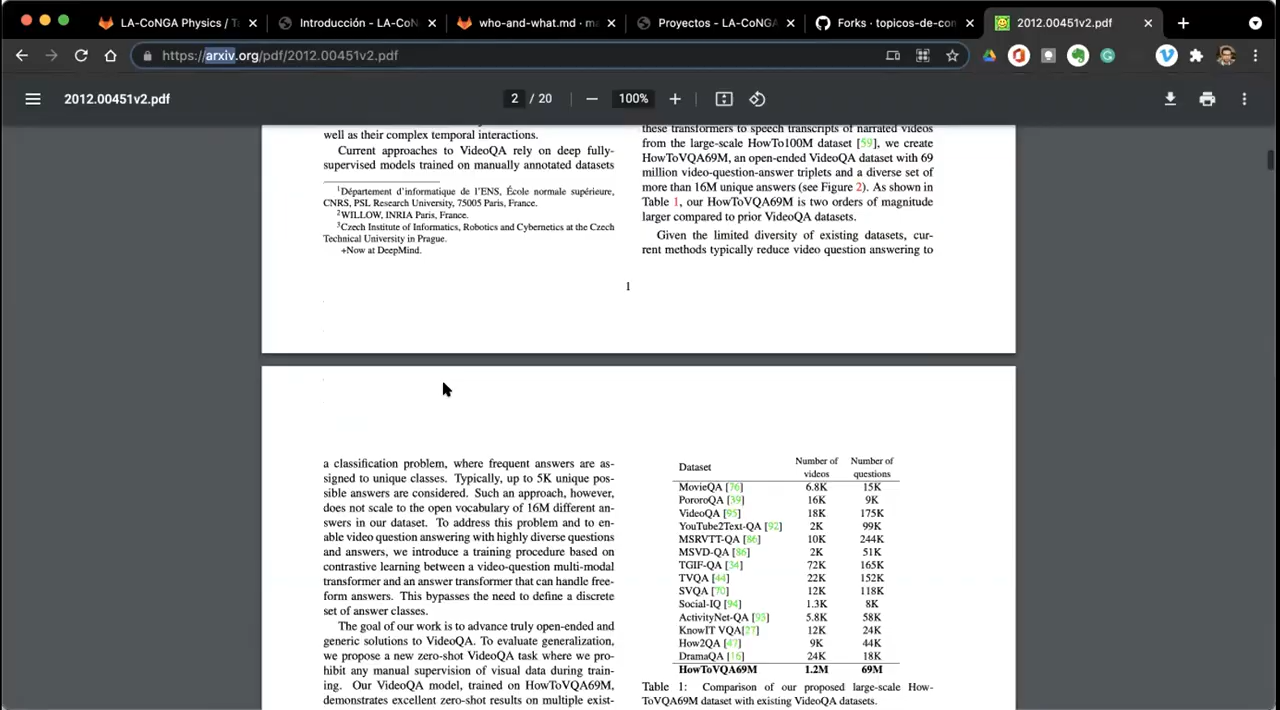 LA-CoNGA Physics / T
Introducción - LA-CoN
who-and-what.md · m
Proyectos - LA-CoNGA
Forks · topicos-de-con
2012.00451v2.pdf
https://arxiv.org/pdf/2012.00451v2.pdf
2012.00451v2.pdf
2 / 20
100%
well as their complex temporal interactions.
Current approaches to VideoQA rely on deep fully-
supervised models trained on manually annotated datasets
1Département d'informatique de l'ENS, École normale supérieure,
CNRS, PSL Research University, 75005 Paris, France.
2WILLOW, INRIA Paris, France.
3Czech Institute of Informatics, Robotics and Cybernetics at the Czech
Technical University in Prague.
+Now at DeepMind.
these transformers to speech transcripts of narrated videos
from the large-scale HowTo100M dataset [59], we create
HowToVQA69M, an open-ended VideoQA dataset with 69
million video-question-answer triplets and a diverse set of
more than 16M unique answers (see Figure 2). As shown in
Table 1, our HowToVQA69M is two orders of magnitude
larger compared to prior VideoQA datasets.
Given the limited diversity of existing datasets, cur-
rent methods typically reduce video question answering to
1
a classification problem, where frequent answers are as-
signed to unique classes. Typically, up to 5K unique pos-
sible answers are considered. Such an approach, however,
does not scale to the open vocabulary of 16M different an-
swers in our dataset. To address this problem and to en-
able video question answering with highly diverse questions
and answers, we introduce a training procedure based on
contrastive learning between a video-question multi-modal
transformer and an answer transformer that can handle free-
form answers. This bypasses the need to define a discrete
set of answer classes.
The goal of our work is to advance truly open-ended and
generic solutions to VideoQA. To evaluate generalization,
we propose a new zero-shot VideoQA task where we pro-
hibit any manual supervision of visual data during train-
ing. Our VideoQA model, trained on HowToVQA69M,
demonstrates excellent zero-shot results on multiple exist-
Dataset Number of videos Number of questions
MovieQA [76] 6.8K 15K
PororoQA [39] 16K 9K
VideoQA [95] 18K 175K
YouTube2Text-QA [92] 2K 99K
MSRVTT-QA [86] 10K 244K
MSVD-QA [86] 2K 51K
TGIF-QA [34] 72K 165K
TVQA [44] 22K 152K
SVQA [70] 12K 118K
Social-IQ [94] 1.3K 8K
ActivityNet-QA [93] 5.8K 58K
KnowIT VQA[27] 12K 24K
How2QA [47] 9K 44K
DramaQA [16] 24K 18K
HowToVQA69M 1.2M 69M
Table 1: Comparison of our proposed large-scale How-
ToVQA69M dataset with existing VideoQA datasets.